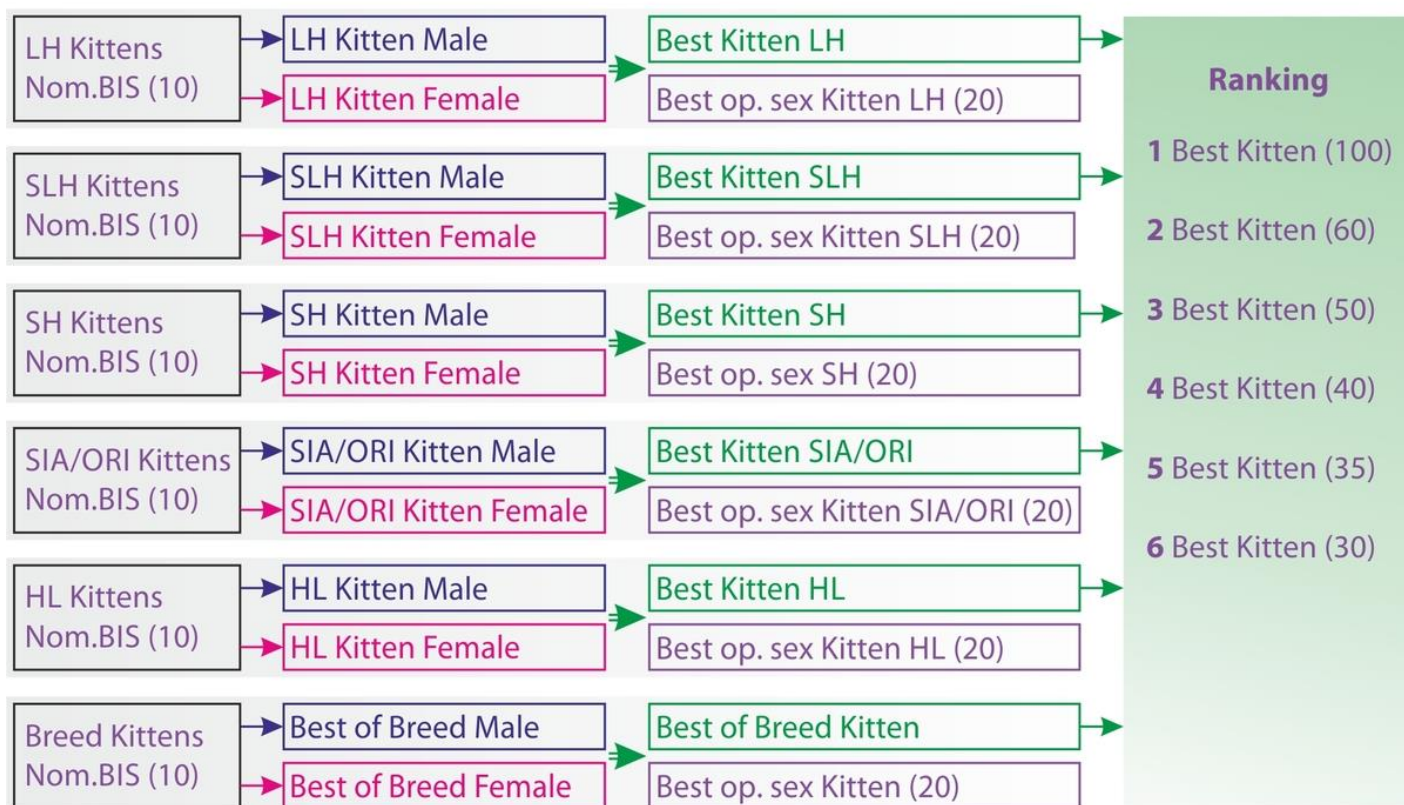 LH Kittens
Nom.BIS (10)
LH Kitten Male
LH Kitten Female
Best Kitten LH
Best op. sex Kitten LH (20)
SLH Kittens
Nom.BIS (10)
SLH Kitten Male
SLH Kitten Female
Best Kitten SLH
Best op. sex Kitten SLH (20)
SH Kittens
Nom.BIS (10)
SH Kitten Male
SH Kitten Female
Best Kitten SH
Best op. sex SH (20)
SIA/ORI Kittens
Nom.BIS (10)
SIA/ORI Kitten Male
SIA/ORI Kitten Female
Best Kitten SIA/ORI
Best op. sex Kitten SIA/ORI (20)
HL Kittens
Nom.BIS (10)
HL Kitten Male
HL Kitten Female
Best Kitten HL
Best op. sex Kitten HL (20)
Breed Kittens
Nom.BIS (10)
Best of Breed Male
Best of Breed Female
Best of Breed Kitten
Best op. sex Kitten (20)
Ranking
1 Best Kitten (100)
2 Best Kitten (60)
3 Best Kitten (50)
4 Best Kitten (40)
5 Best Kitten (35)
6 Best Kitten (30)